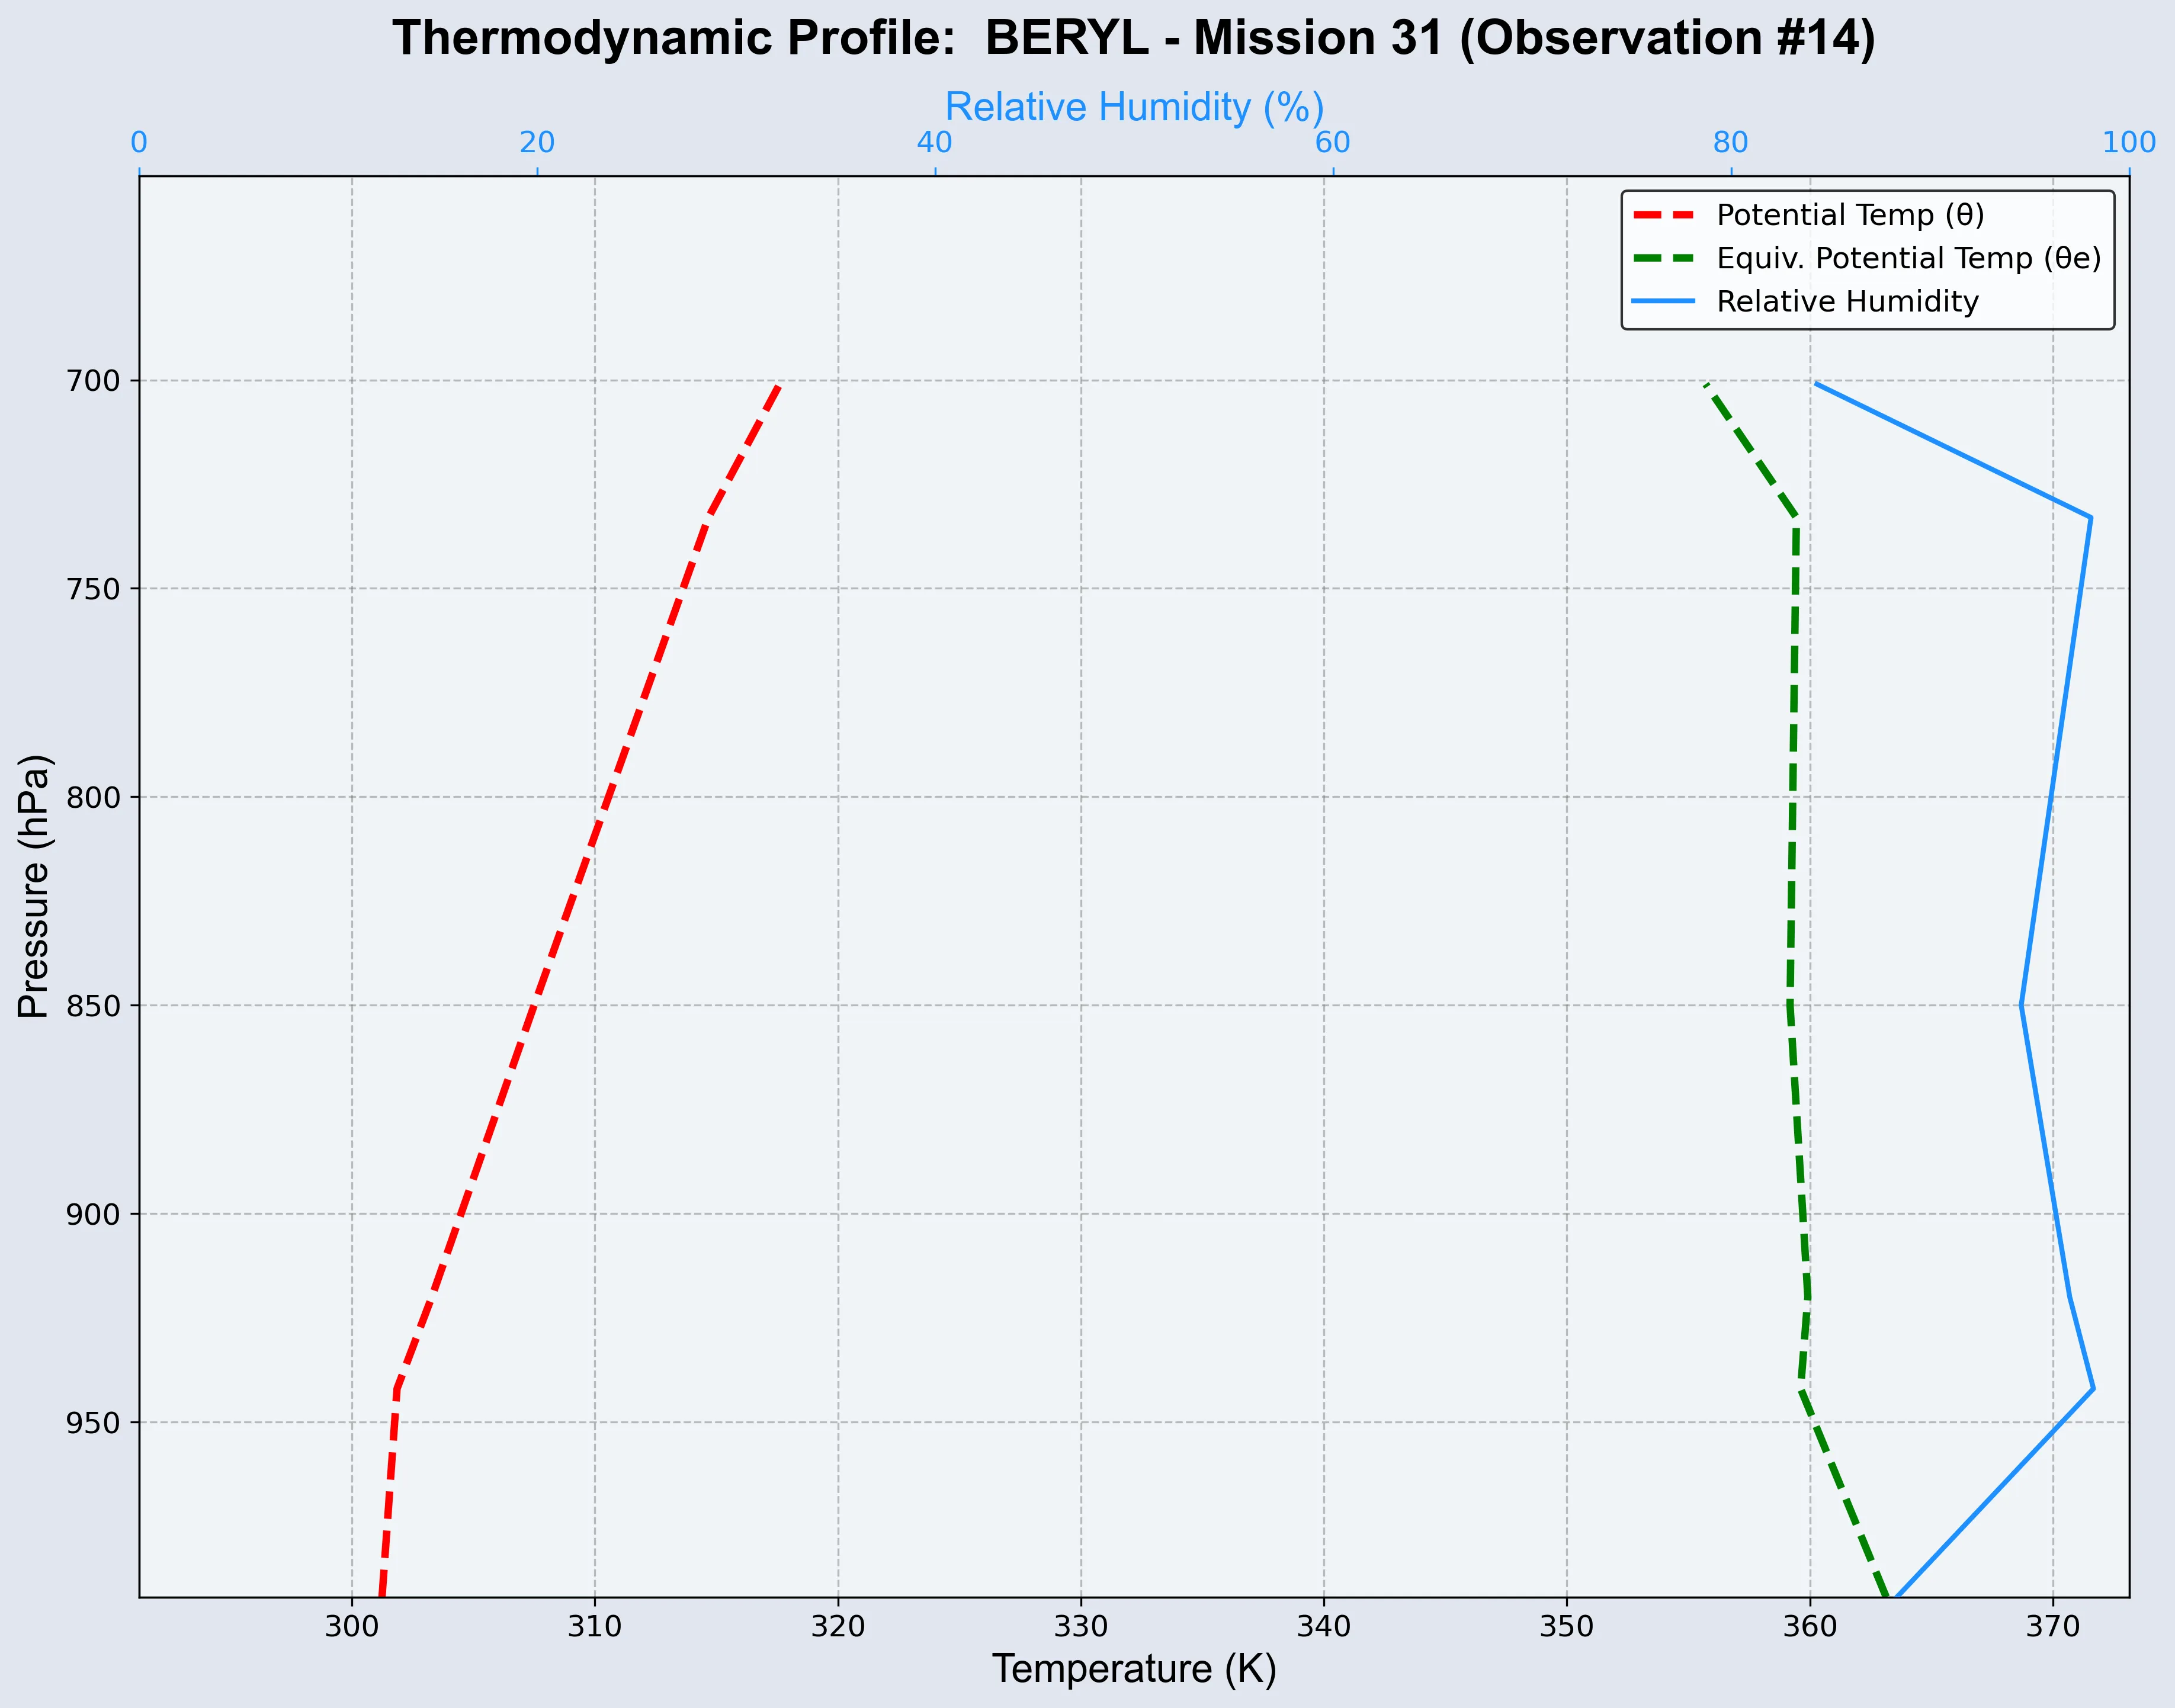 Thermodynamic Profile:  BERYL - Mission 31 (Observation #14)
Relative Humidity (%)
0 20 40 60 80 100
Potential Temp (θ)
Equiv. Potential Temp (θe)
Relative Humidity
700
750
800
850
900
950
Pressure (hPa)
300 310 320 330 340 350 360 370
Temperature (K)